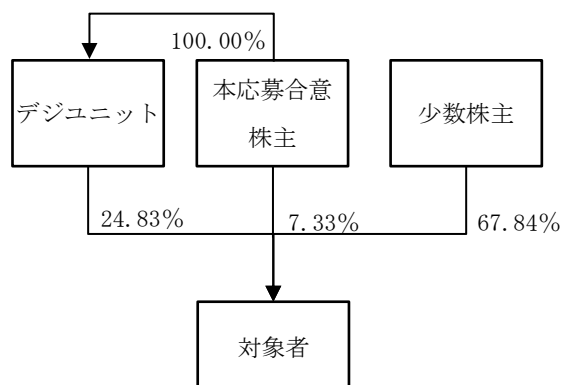 100.00%
デジユニット
本応募合意
株主
少数株主
24.83%
7.33%
67.84%
対象者